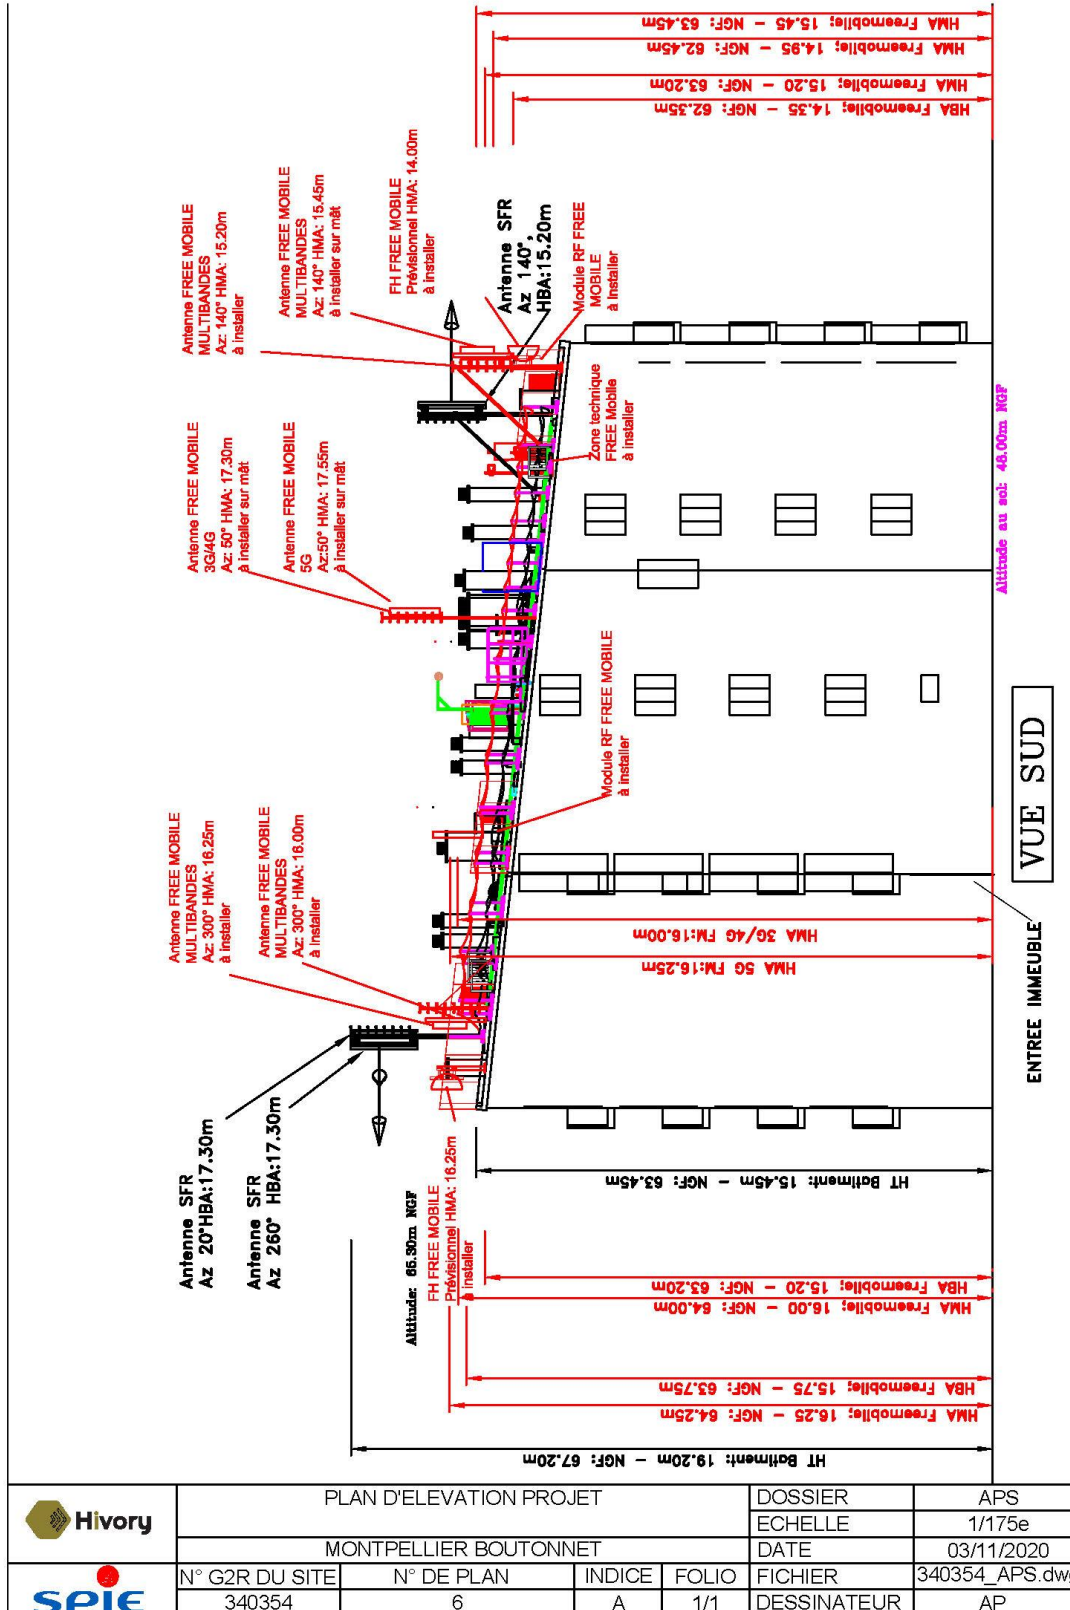 HMA Freemobile; 15.45 - NGF: 63.45m
HMA Freemobile; 14.95 - NGF: 62.45m
HMA Freemobile; 15.20 - NGF: 63.20m
HBA Freemobile; 14.35 - NGF: 62.35m
Antenne FREE MOBILE
MULTIBANDES
Az: 140° HMA: 15.20m
à installer
Antenne FREE MOBILE
MULTIBANDES
Az: 140° HMA: 15.45m
à installer sur mât
FH FREE MOBILE
Prévisionnel HMA: 14.00m
à installer
Antenne SFR
Az 140°,
HBA:15.20m
Module RF FREE
MOBILE
à installer
Zone technique
FREE Mobile
à installer
Antenne FREE MOBILE
3G/4G
Az: 50° HMA: 17.30m
à installer sur mât
Antenne FREE MOBILE
5G
Az:50° HMA: 17.55m
à installer sur mât
Altitude au sol: 48.00m NGF
Module RF FREE MOBILE
à installer
VUE SUD
Antenne FREE MOBILE
MULTIBANDES
Az: 300° HMA: 16.25m
à installer
Antenne FREE MOBILE
MULTIBANDES
Az: 300° HMA: 16.00m
à installer
HMA 3G/4G FM:16.00m
HMA 5G FM:16.25m
ENTREE IMMEUBLE
Antenne SFR
Az 20°HBA:17.30m
Antenne SFR
Az 260° HBA:17.30m
Altitude: 65.30m NGF
FH FREE MOBILE
Prévisionnel HMA: 16.25m
à installer
HT Batiment: 15.45m - NGF: 63.45m
HBA Freemobile; 15.20 - NGF: 63.20m
HMA Freemobile; 16.00 - NGF: 64.00m
HBA Freemobile; 15.75 - NGF: 63.75m
HMA Freemobile; 16.25 - NGF: 64.25m
HT Batiment: 19.20m - NGF: 67.20m
Hivory
SPIE
PLAN D'ELEVATION PROJET
MONTPELLIER BOUTONNET
DOSSIER APS
ECHELLE 1/175e
DATE 03/11/2020
N° G2R DU SITE N° DE PLAN INDICE FOLIO FICHIER 340354_APS.dwg
340354 6 A 1/1 DESSINATEUR AP